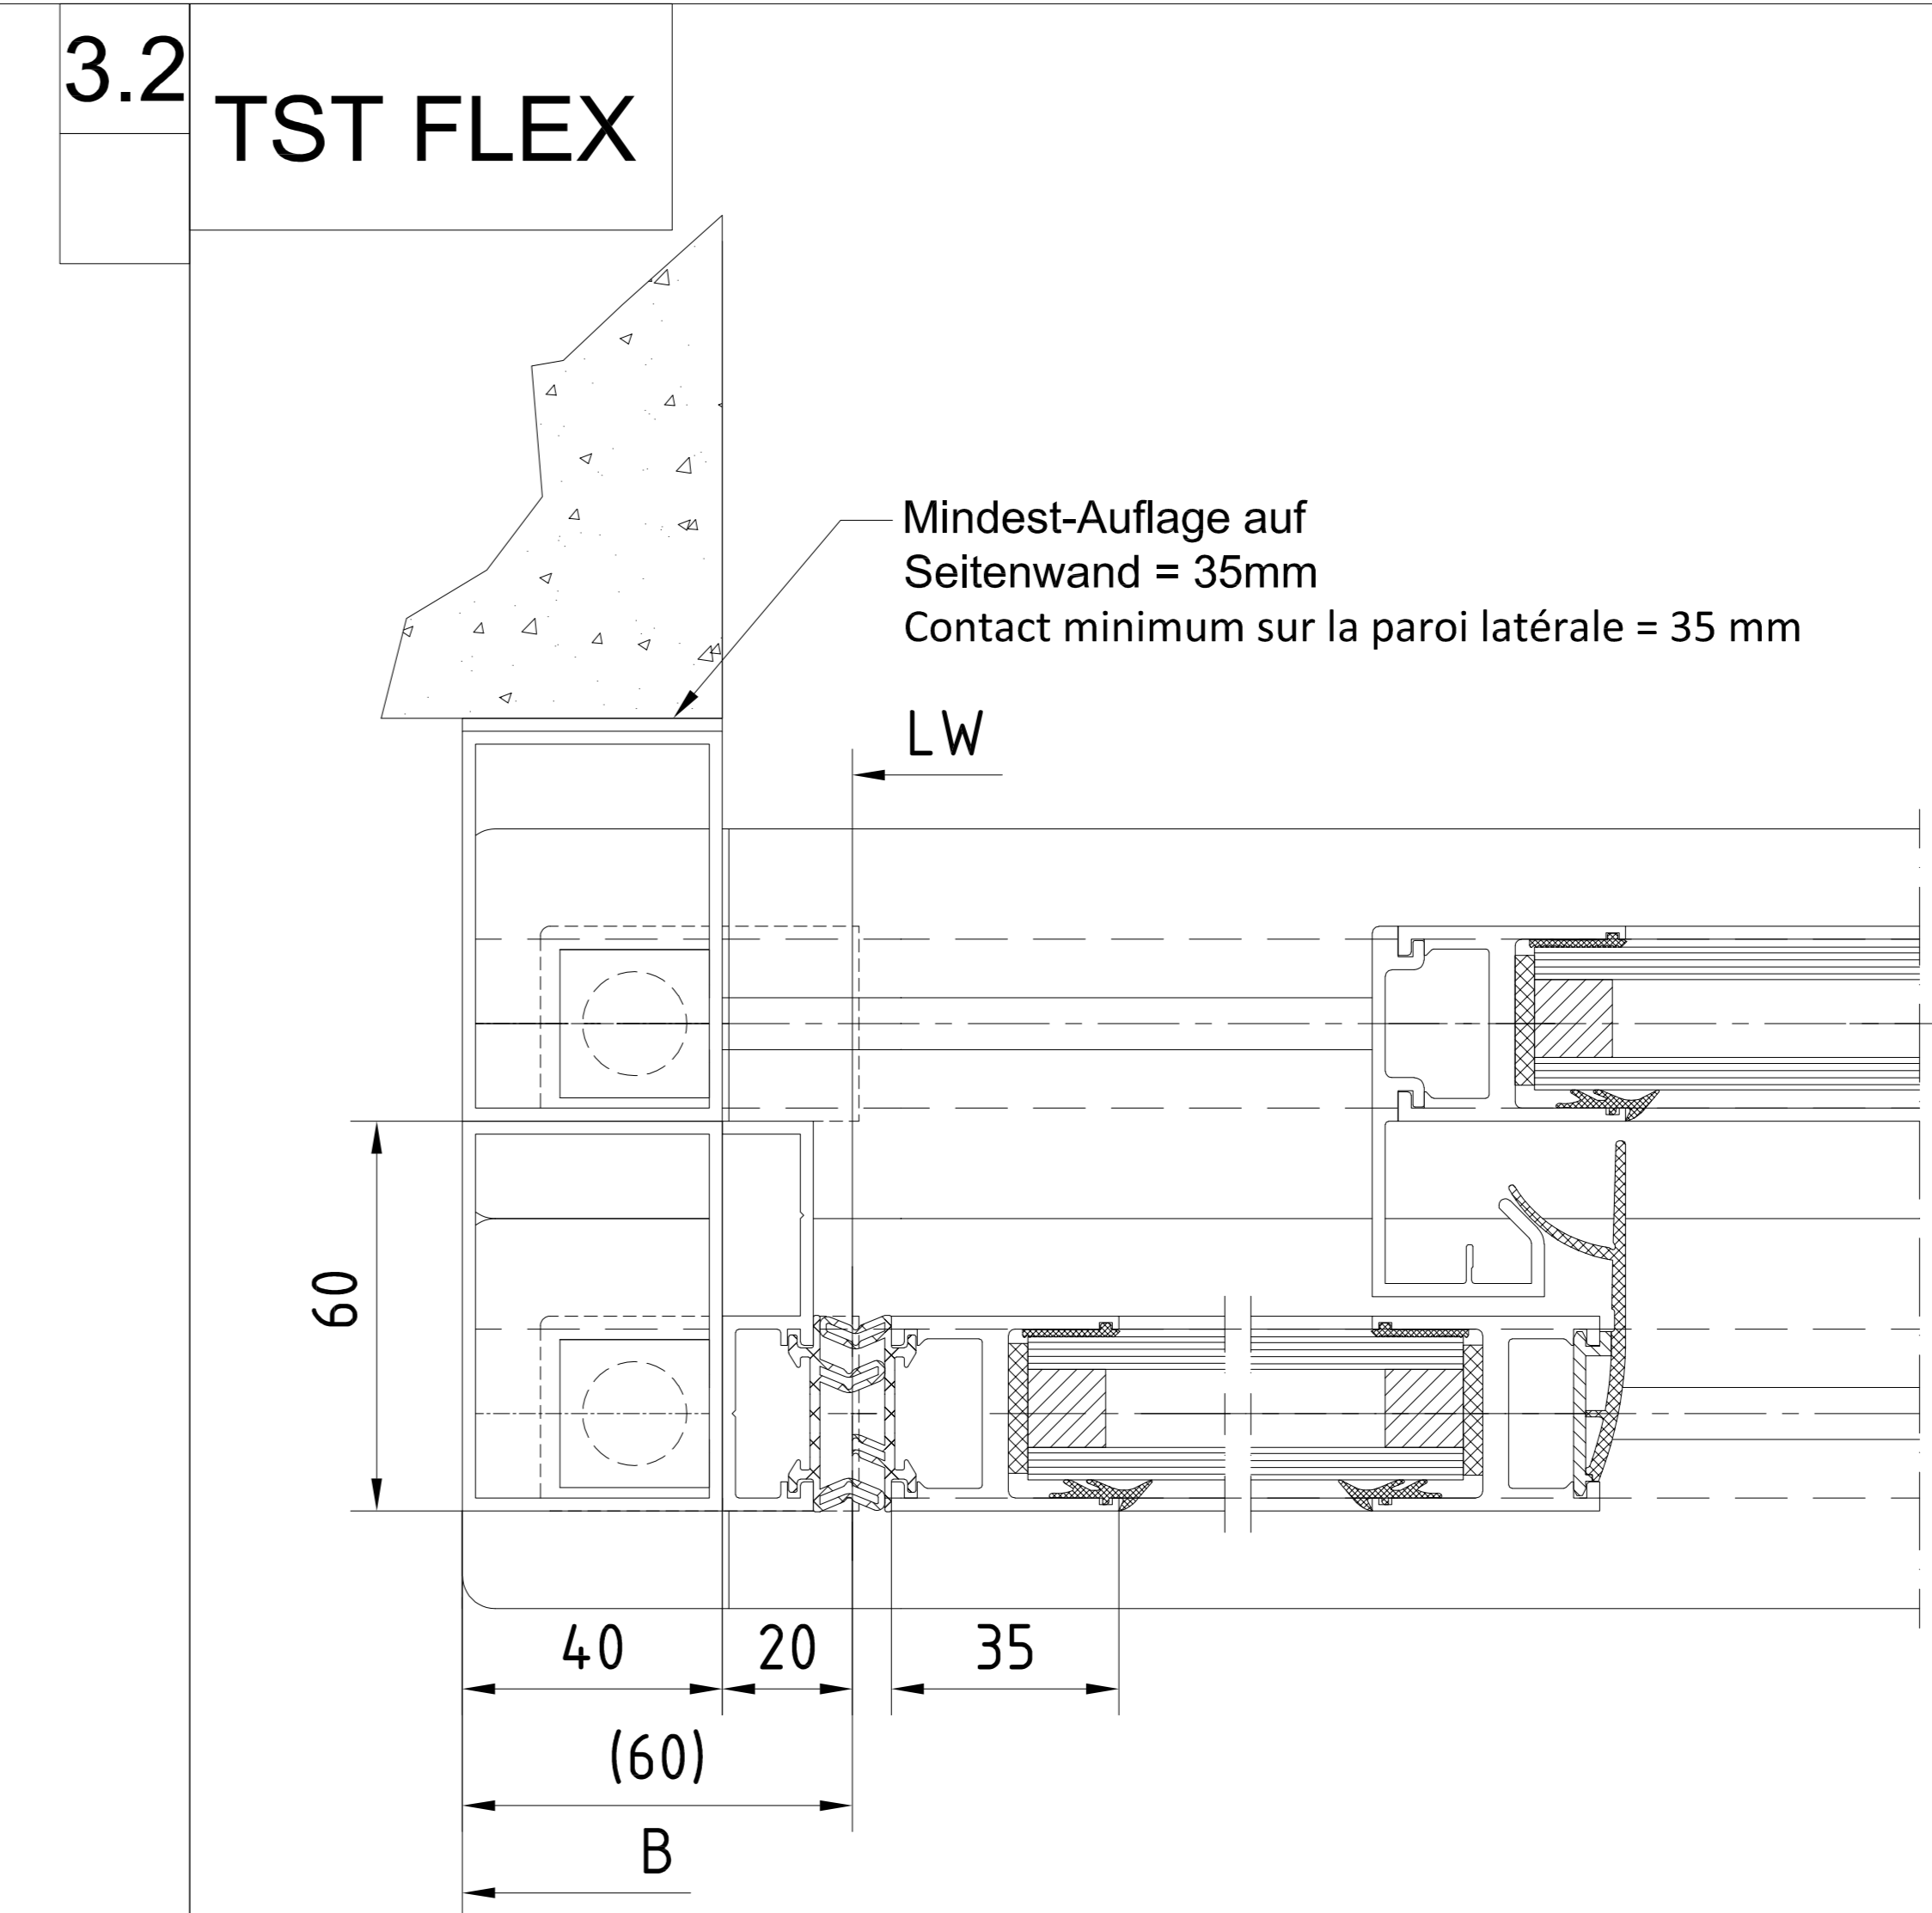 3.2
TST FLEX
Mindest-Auflage auf
Seitenwand = 35mm
Contact minimum sur la paroi latérale = 35 mm
LW
60
40
20
35
(60)
B